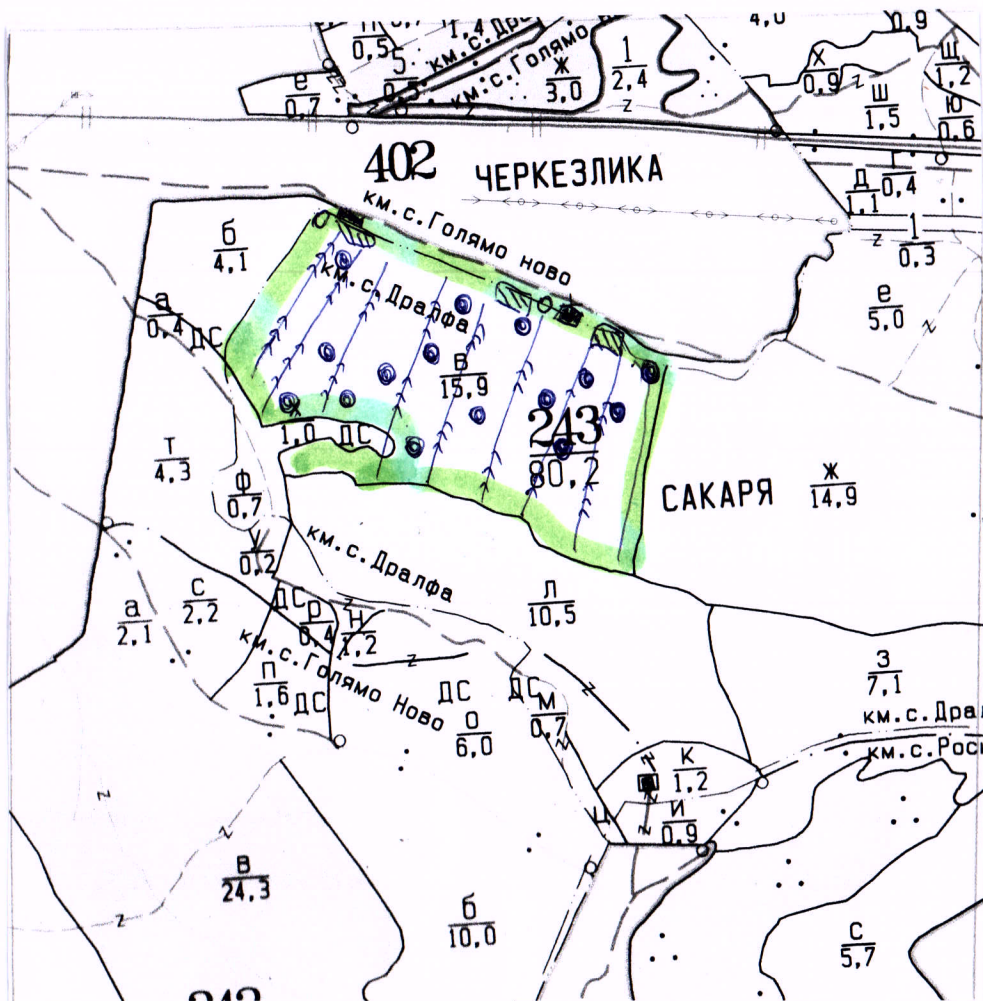 0,5
1,4
км.с.Дро
км.с.Голямо
5
0,5
Ж
3,0
1
2,4
4,0
Х
0,9
0,9
Щ
1,2
Ш
1,5
Ю
0,6
е
0,7
402
ЧЕРКЕЗЛИКА
Г
0,4
Д
1,1
1
0,3
км.с.Голямо ново
км.с.Дралфа
б
4,1
а
0,4 ДС
е
5,0
В
15,9
243
80,2
1,0 ДС
САКАРЯ
Ж
14,9
Т
4,3
Ф
0,7
У
0,2
км.с.Дралфа
Л
10,5
а
2,1
С
2,2
ДС
Р
0,4
Н
1,2
км.с.Голямо Ново
П
1,6 ДС
ДС
О
6,0
ДС
М
0,7
З
7,1
км.с.Дра
км.с.Рос
К
1,2
И
0,9
Ц
В
24,3
б
10,0
С
5,7